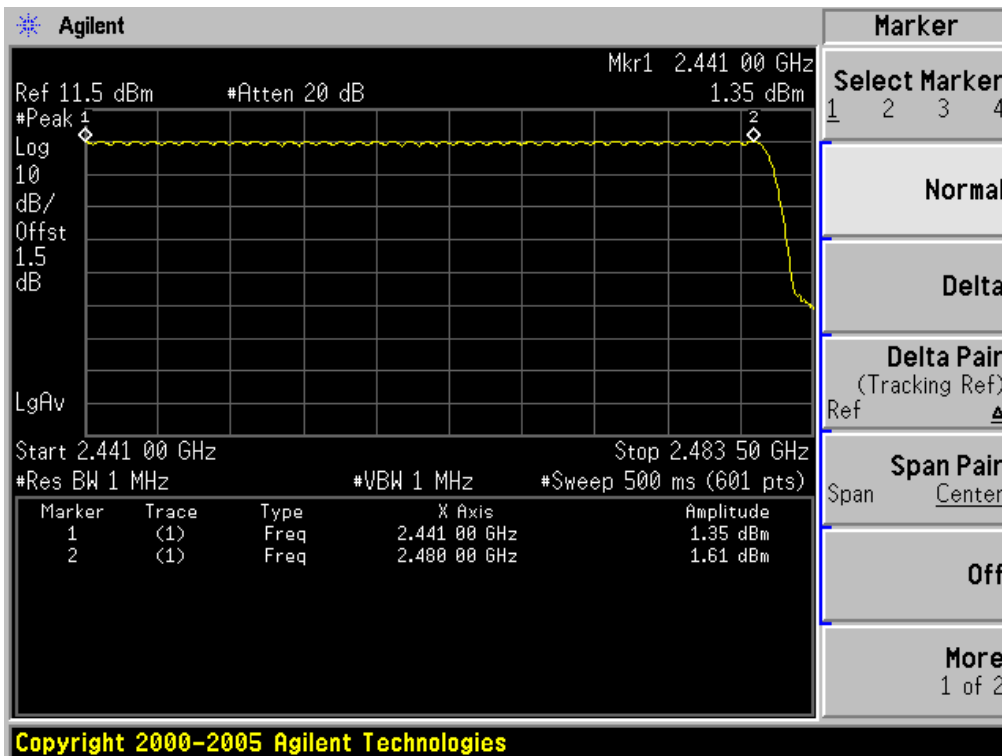 Agilent
Marker
Mkr1 2.441 00 GHz
Ref 11.5 dBm #Atten 20 dB 1.35 dBm
#Peak
Log
10
dB/
Offst
1.5
dB
LgAv
1
2
Start 2.441 00 GHz Stop 2.483 50 GHz
#Res BW 1 MHz #VBW 1 MHz #Sweep 500 ms (601 pts)
Marker Trace Type X Axis Amplitude
1 (1) Freq 2.441 00 GHz 1.35 dBm
2 (1) Freq 2.480 00 GHz 1.61 dBm
Select Marker
1 2 3 4
Normal
Delta
Delta Pair
(Tracking Ref)
Ref Δ
Span Pair
Span Center
Off
More
1 of 2
Copyright 2000-2005 Agilent Technologies